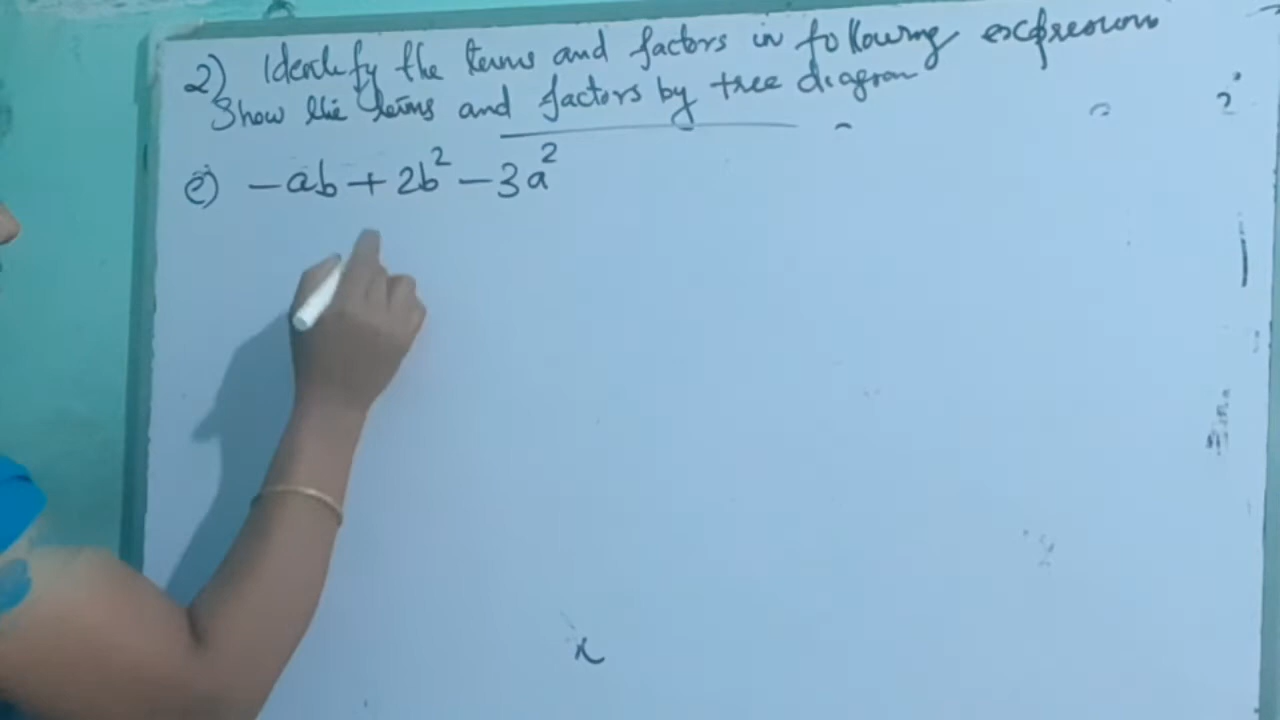 2) Identify the terms and factors in following expression
Show the terms and factors by tree diagram
e) -ab + 2b² - 3a²
x